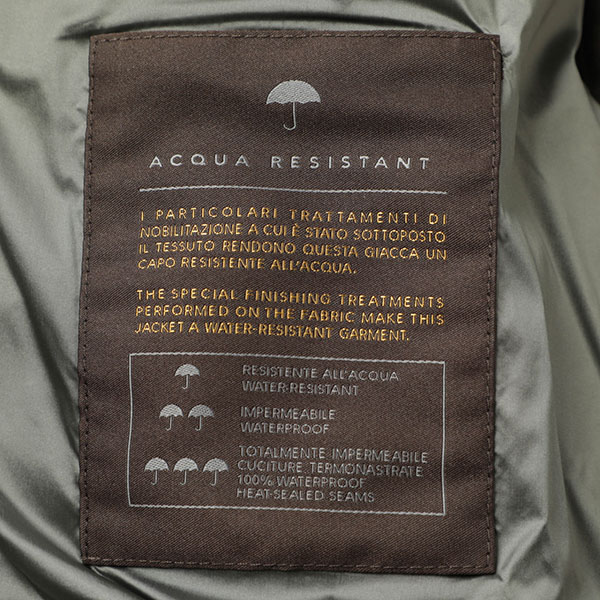 ACQUA RESISTANT
I PARTICOLARI TRATTAMENTI DI
NOBILITAZIONE A CUI È STATO SOTTOPOSTO
IL TESSUTO RENDONO QUESTA GIACCA UN
CAPO RESISTENTE ALL'ACQUA.
THE SPECIAL FINISHING TREATMENTS
PERFORMED ON THE FABRIC MAKE THIS
JACKET A WATER-RESISTANT GARMENT.
RESISTENTE ALL'ACQUA
WATER-RESISTANT
IMPERMEABILE
WATERPROOF
TOTALMENTE IMPERMEABILE
CUCITURE TERMONASTRATE
100% WATERPROOF
HEAT-SEALED SEAMS